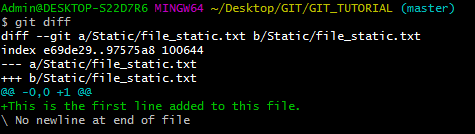 Admin@DESKTOP-S22D7R6 MINGW64 ~/Desktop/GIT/GIT_TUTORIAL (master)
$ git diff
diff --git a/Static/file_static.txt b/Static/file_static.txt
index e69de29..97575a8 100644
--- a/Static/file_static.txt
+++ b/Static/file_static.txt
@@ -0,0 +1 @@
+This is the first line added to this file.
\ No newline at end of file